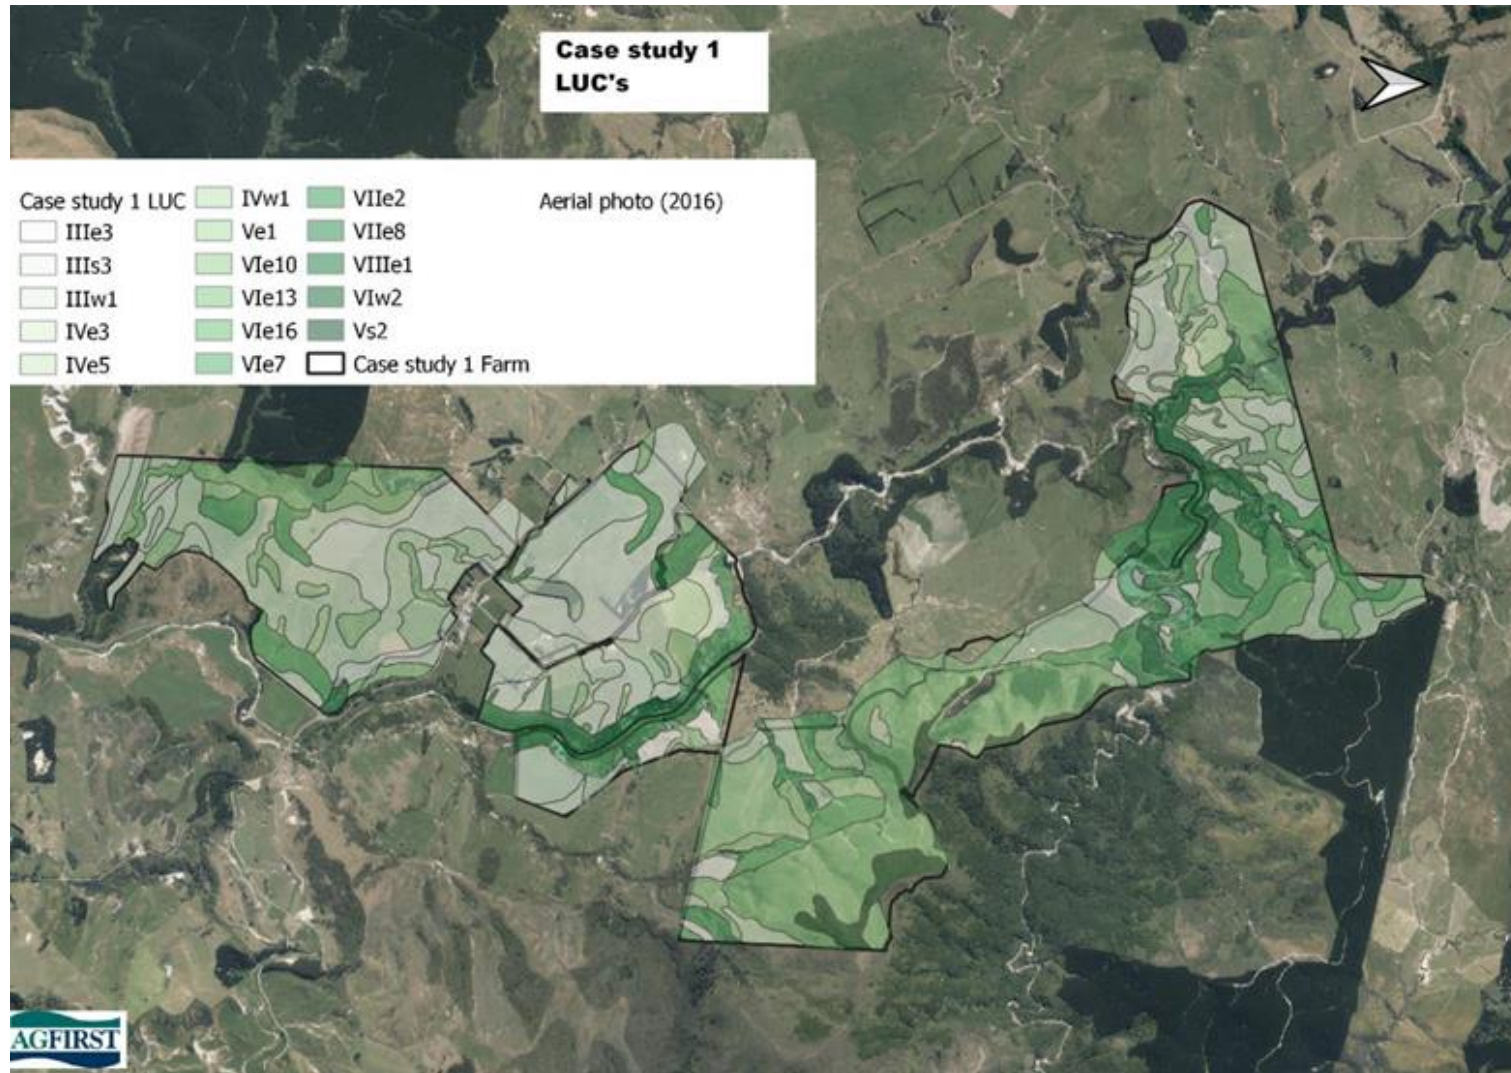 Case study 1
LUC's
Case study 1 LUC
IIIe3
IIIs3
IIIw1
IVe3
IVe5
IVw1
Ve1
VIe10
VIe13
VIe16
VIe7
VIIe2
VIIe8
VIIIe1
VIw2
Vs2
Case study 1 Farm
Aerial photo (2016)
AGFIRST